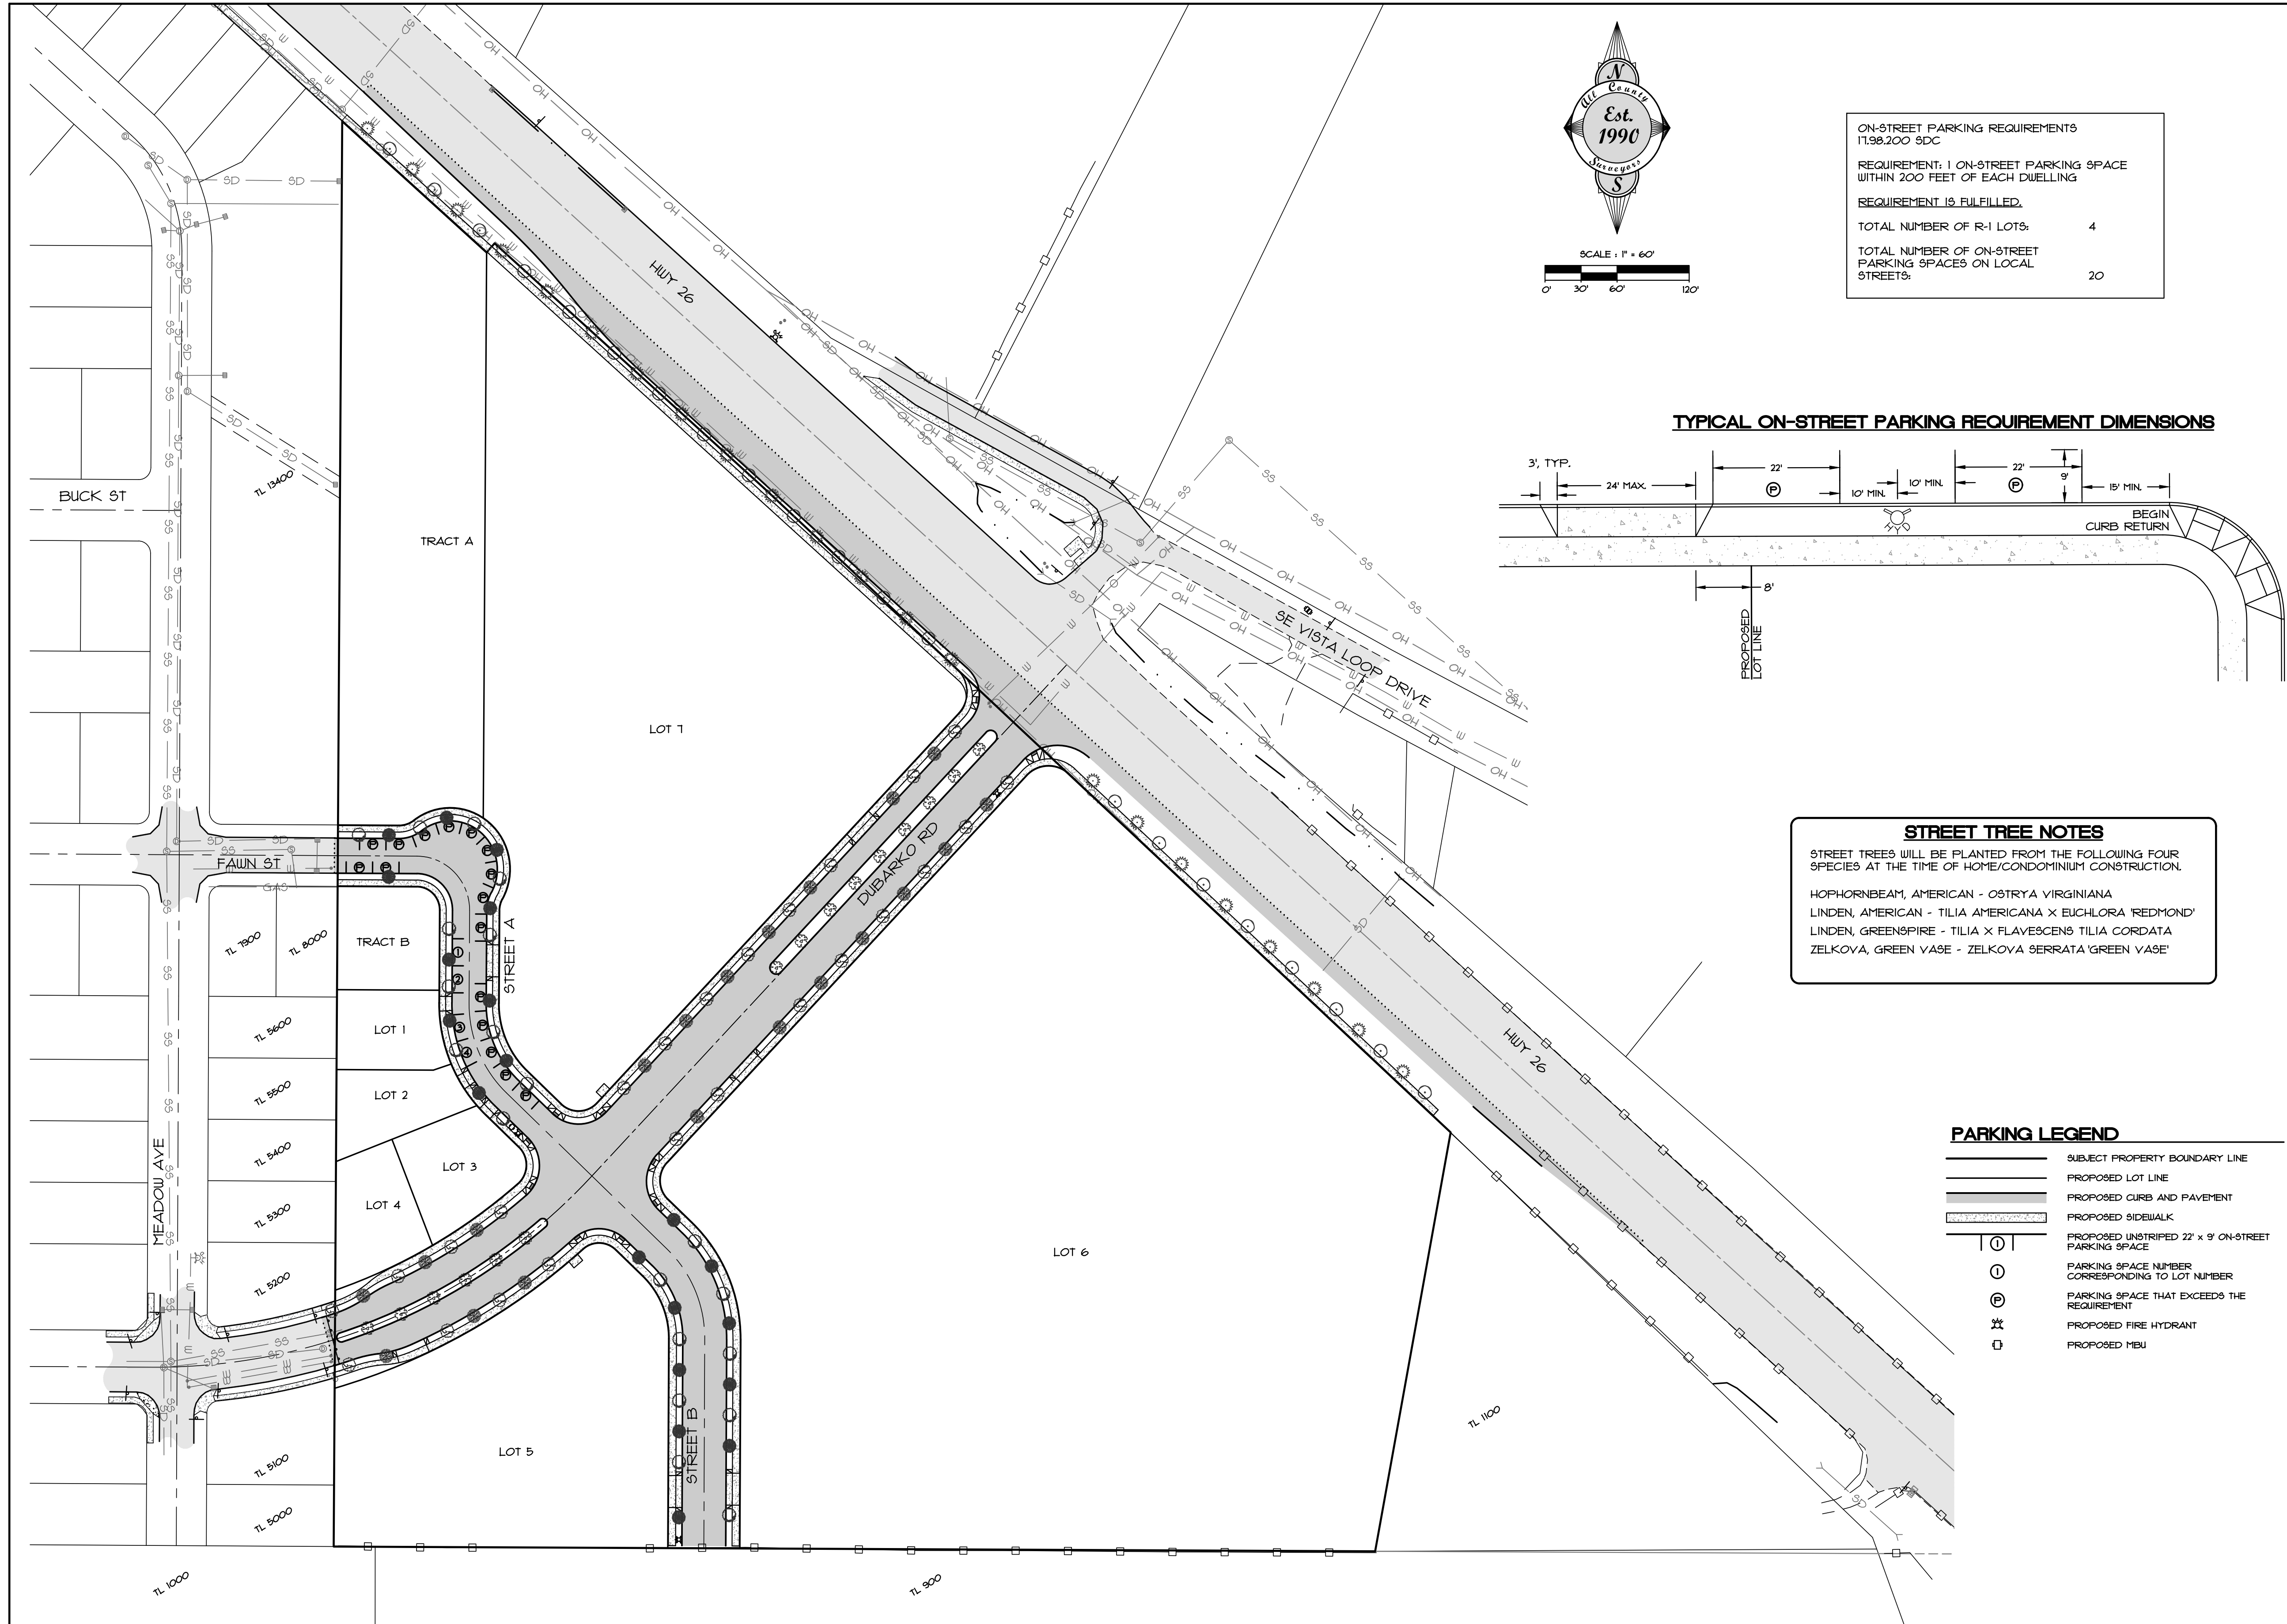 N
All County
Est.
1990
Surveyors
S
SCALE : 1" = 60'
0'
30'
60'
120'
ON-STREET PARKING REQUIREMENTS
17.98.200 SDC
REQUIREMENT: 1 ON-STREET PARKING SPACE
WITHIN 200 FEET OF EACH DWELLING
REQUIREMENT IS FULFILLED.
TOTAL NUMBER OF R-1 LOTS: 4
TOTAL NUMBER OF ON-STREET
PARKING SPACES ON LOCAL
STREETS: 20
TYPICAL ON-STREET PARKING REQUIREMENT DIMENSIONS
3', TYP.
24' MAX.
22'
P
10' MIN.
10' MIN.
22'
P
9'
15' MIN.
BEGIN
CURB RETURN
8'
PROPOSED
LOT LINE
STREET TREE NOTES
STREET TREES WILL BE PLANTED FROM THE FOLLOWING FOUR
SPECIES AT THE TIME OF HOME/CONDOMINIUM CONSTRUCTION.
HOPHORNBEAM, AMERICAN - OSTRYA VIRGINIANA
LINDEN, AMERICAN - TILIA AMERICANA X EUCHLORA 'REDMOND'
LINDEN, GREENSPIRE - TILIA X FLAVESCENS TILIA CORDATA
ZELKOVA, GREEN VASE - ZELKOVA SERRATA 'GREEN VASE'
PARKING LEGEND
SUBJECT PROPERTY BOUNDARY LINE
PROPOSED LOT LINE
PROPOSED CURB AND PAVEMENT
PROPOSED SIDEWALK
1
PROPOSED UNSTRIPED 22' x 9' ON-STREET
PARKING SPACE
1
PARKING SPACE NUMBER
CORRESPONDING TO LOT NUMBER
P
PARKING SPACE THAT EXCEEDS THE
REQUIREMENT
PROPOSED FIRE HYDRANT
PROPOSED MBU
HWY 26
SE VISTA LOOP DRIVE
BUCK ST
TL 13400
TRACT A
LOT 7
FAWN ST
GAS
DUBARKO RD
TL 7900
TL 8000
TRACT B
STREET A
1
2
3
4
TL 5600
LOT 1
TL 5500
LOT 2
TL 5400
LOT 3
TL 5300
LOT 4
TL 5200
MEADOW AVE
HWY 26
LOT 6
LOT 5
STREET B
TL 5100
TL 5000
TL 1100
TL 1000
TL 900